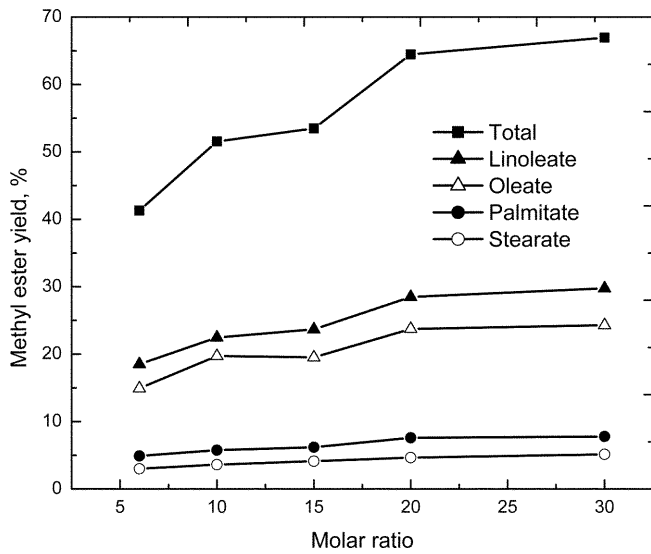 70
60
50
40
30
20
10
0
Methyl ester yield, %
Total
Linoleate
Oleate
Palmitate
Stearate
5 10 15 20 25 30
Molar ratio